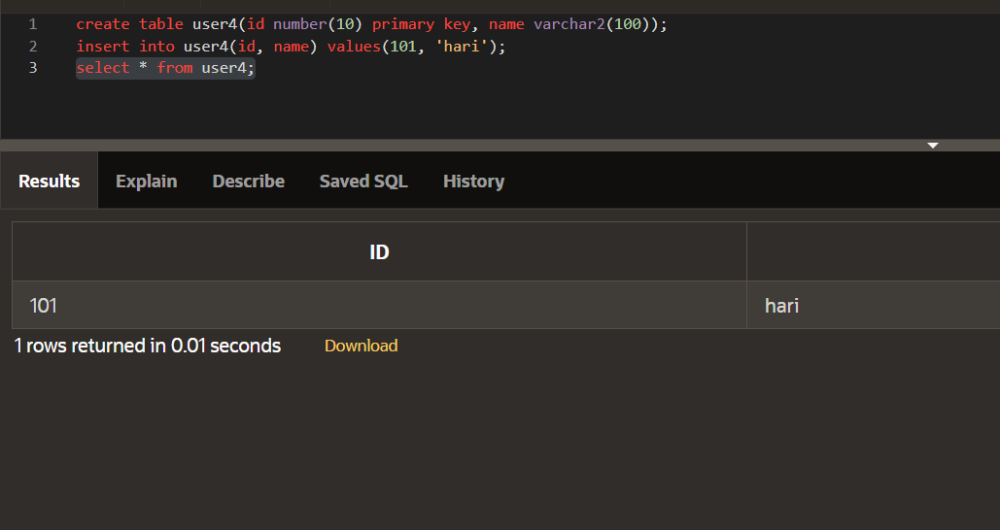 1 create table user4(id number(10) primary key, name varchar2(100));
2 insert into user4(id, name) values(101, 'hari');
3 select * from user4;
Results Explain Describe Saved SQL History
ID
101 hari
1 rows returned in 0.01 seconds Download